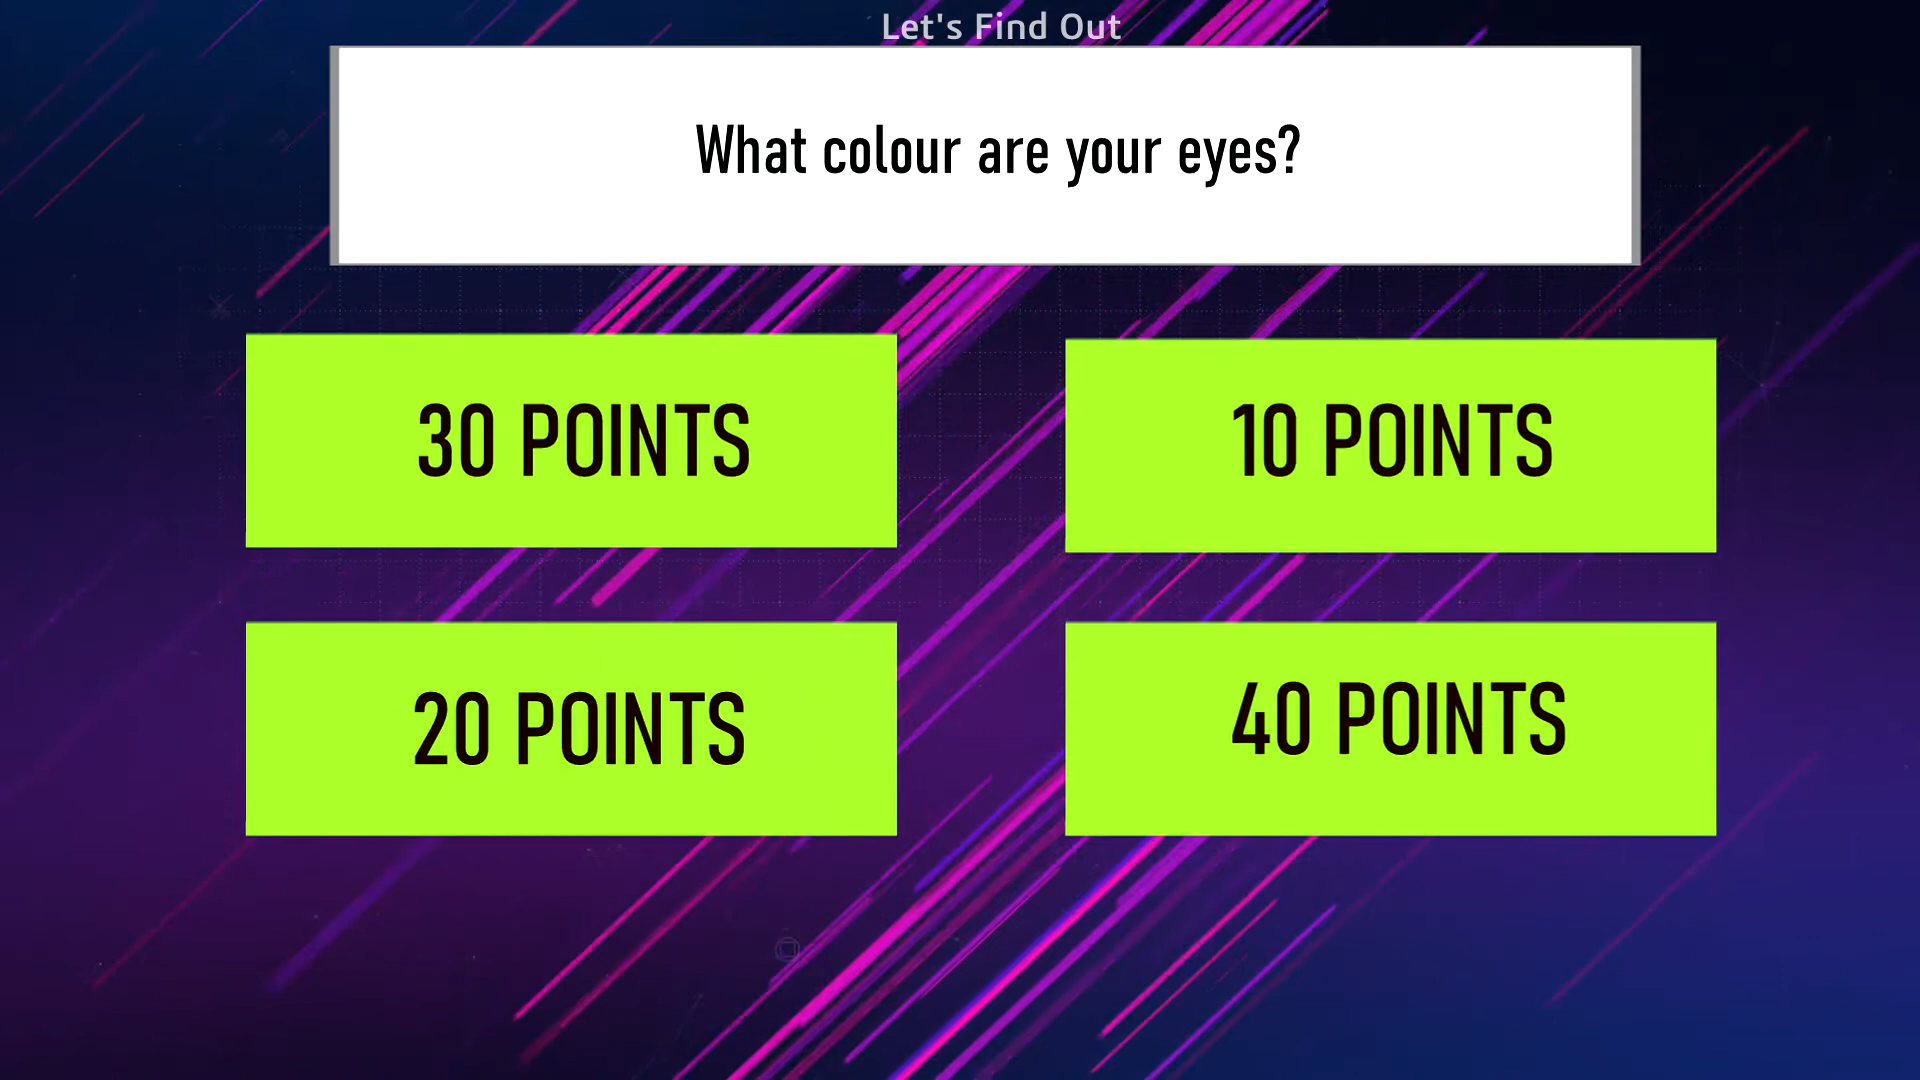 Let's Find Out
What colour are your eyes?
30 POINTS
10 POINTS
20 POINTS
40 POINTS